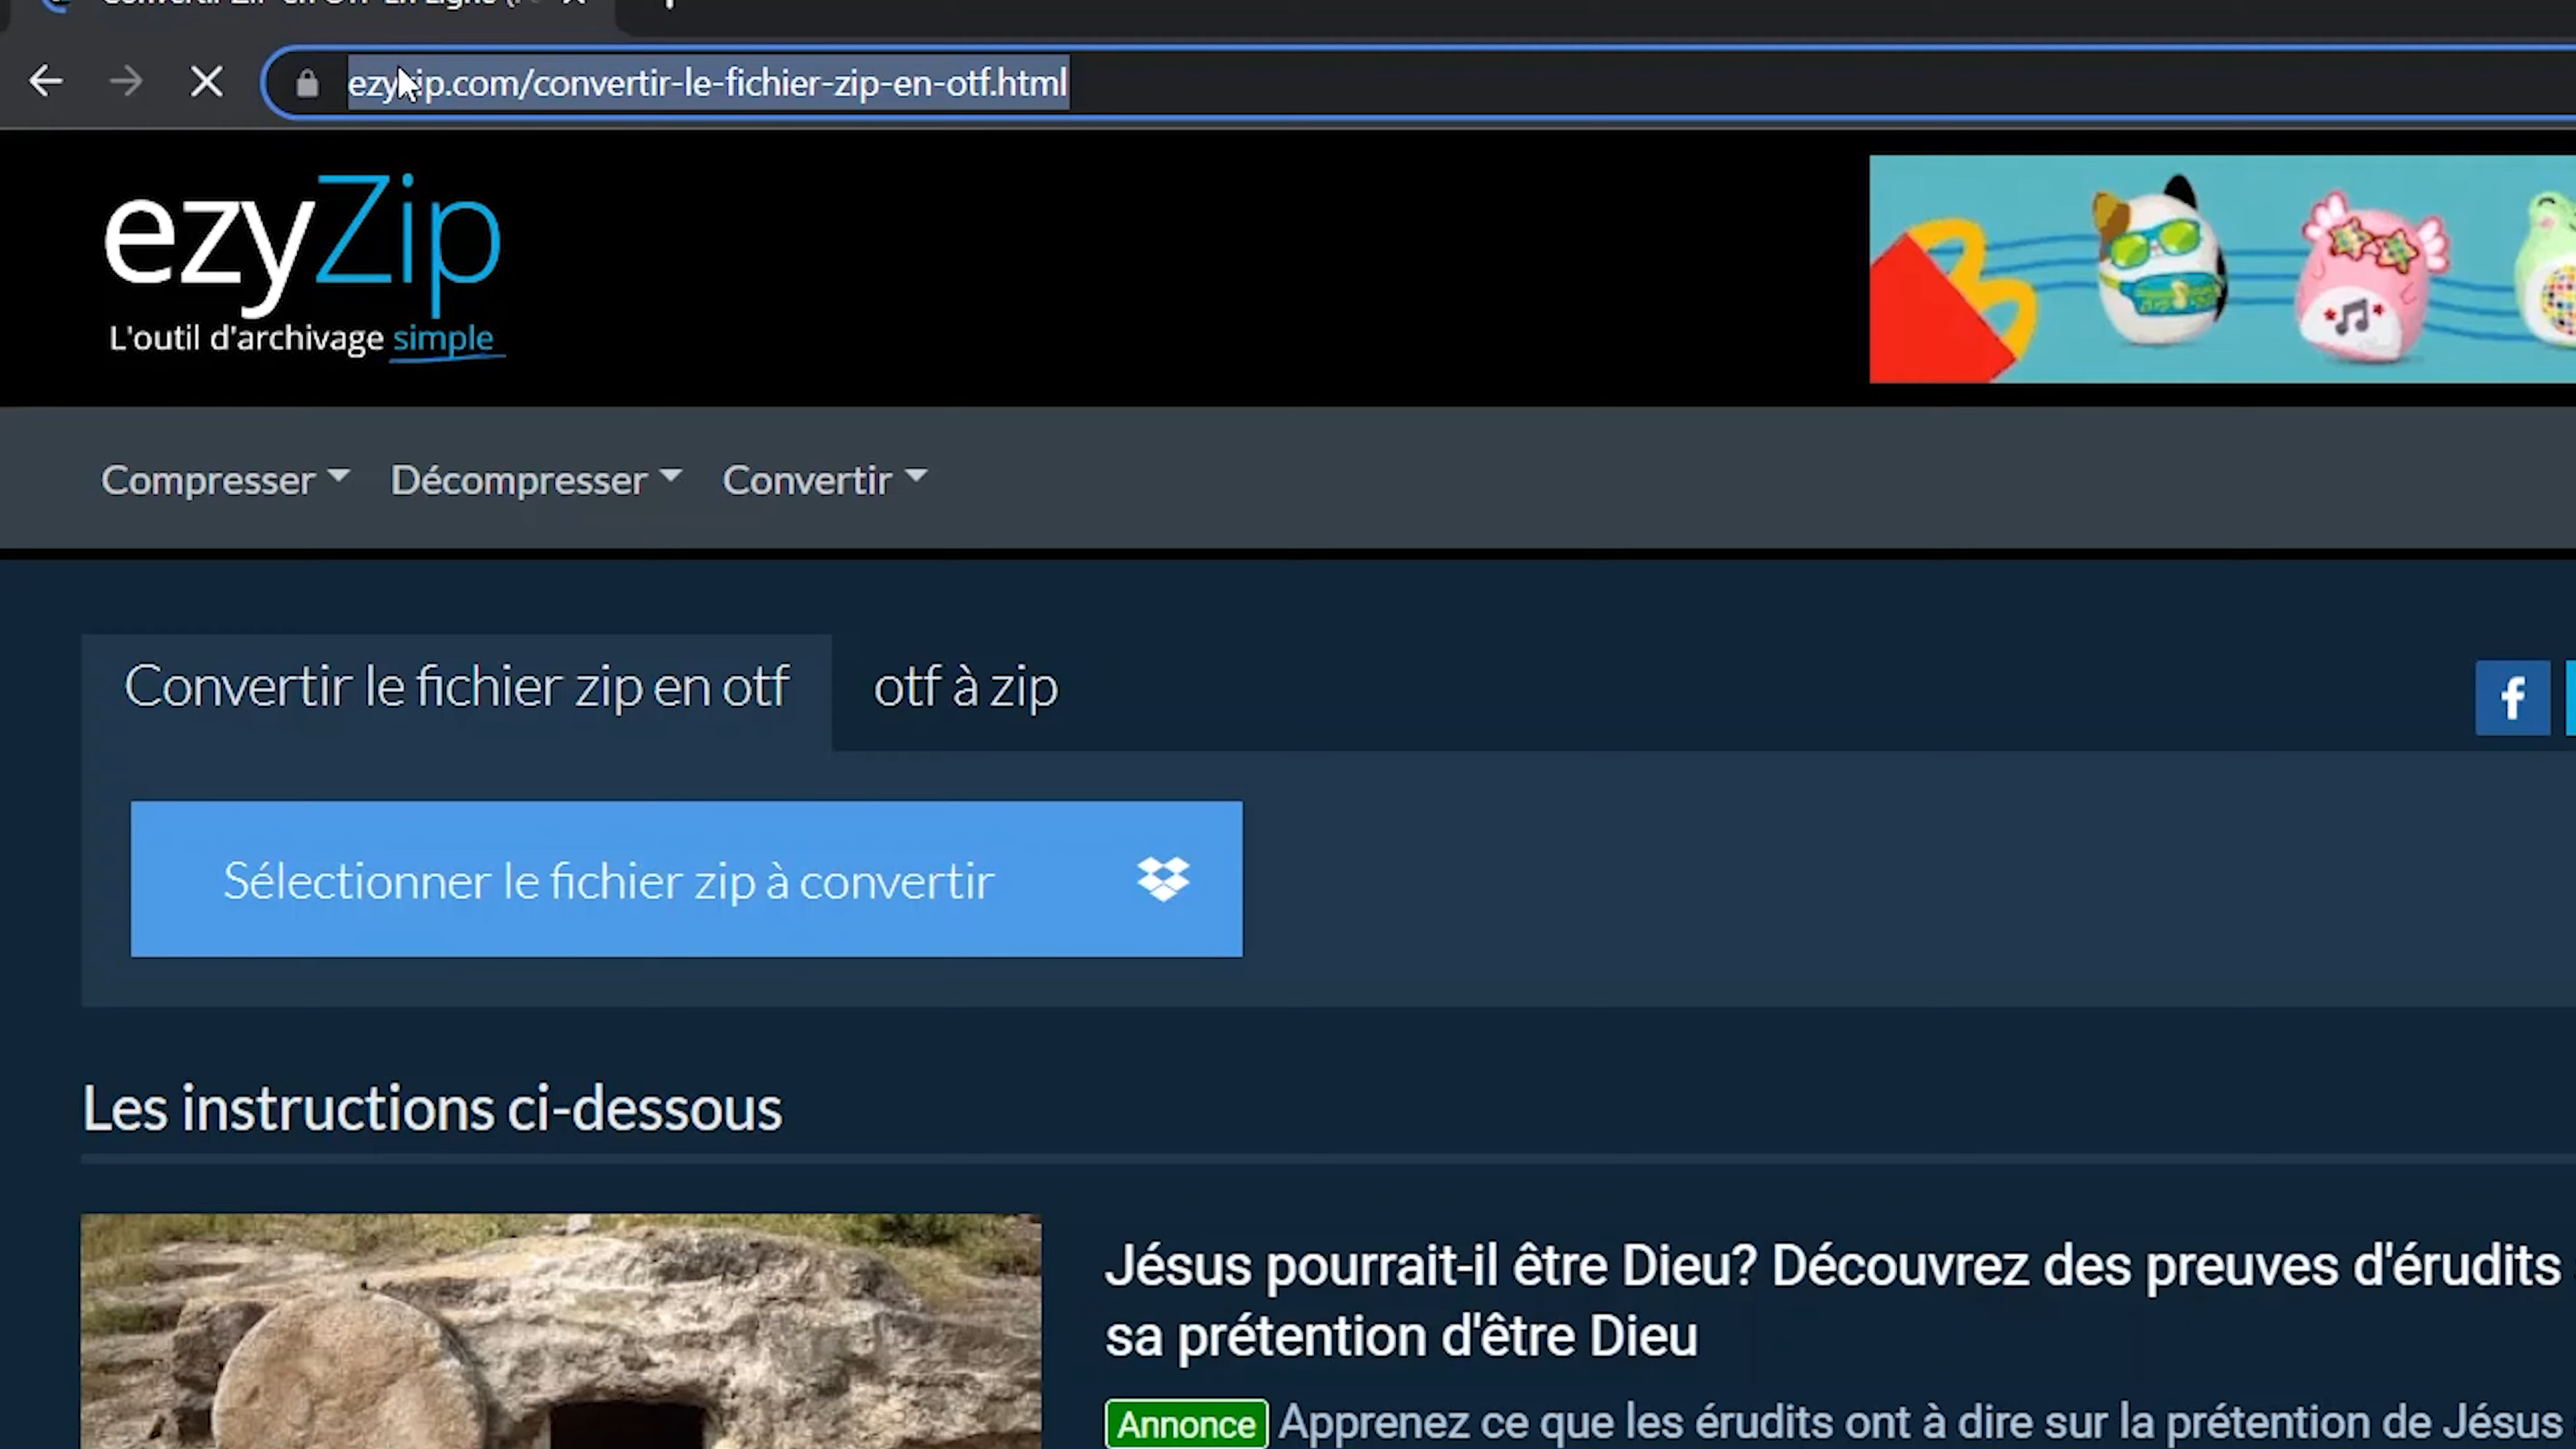 ezyzip.com/convertir-le-fichier-zip-en-otf.html
ezyZip
L'outil d'archivage simple
Compresser Décompresser Convertir
Convertir le fichier zip en otf otf à zip
Sélectionner le fichier zip à convertir
Les instructions ci-dessous
Jésus pourrait-il être Dieu? Découvrez des preuves d'érudits
sa prétention d'être Dieu
Annonce Apprenez ce que les érudits ont à dire sur la prétention de Jésus